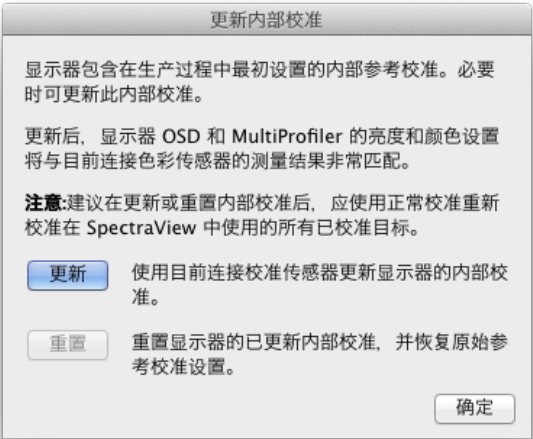 更新内部校准
显示器包含在生产过程中最初设置的内部参考校准。必要
时可更新此内部校准。
更新后，显示器 OSD 和 MultiProfiler 的亮度和颜色设置
将与目前连接色彩传感器的测量结果非常匹配。
注意:建议在更新或重置内部校准后，应使用正常校准重新
校准在 SpectraView 中使用的所有已校准目标。
更新
使用目前连接校准传感器更新显示器的内部校
准。
重置
重置显示器的已更新内部校准，并恢复原始参
考校准设置。
确定